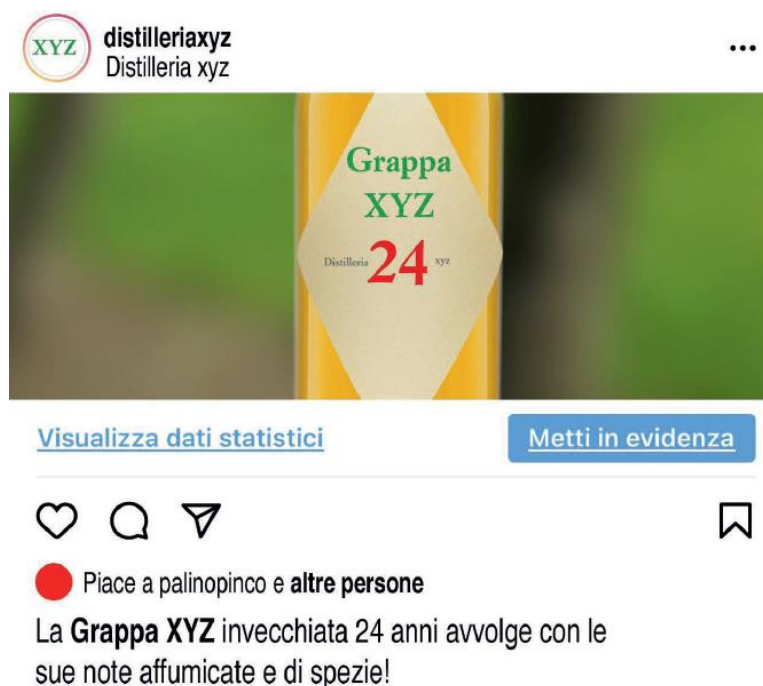 XYZ
distilleriaxyz
Distilleria xyz
Grappa
XYZ
Distilleria 24 xyz
Visualizza dati statistici
Metti in evidenza
Piace a palinopinco e altre persone
La Grappa XYZ invecchiata 24 anni avvolge con le
sue note affumicate e di spezie!